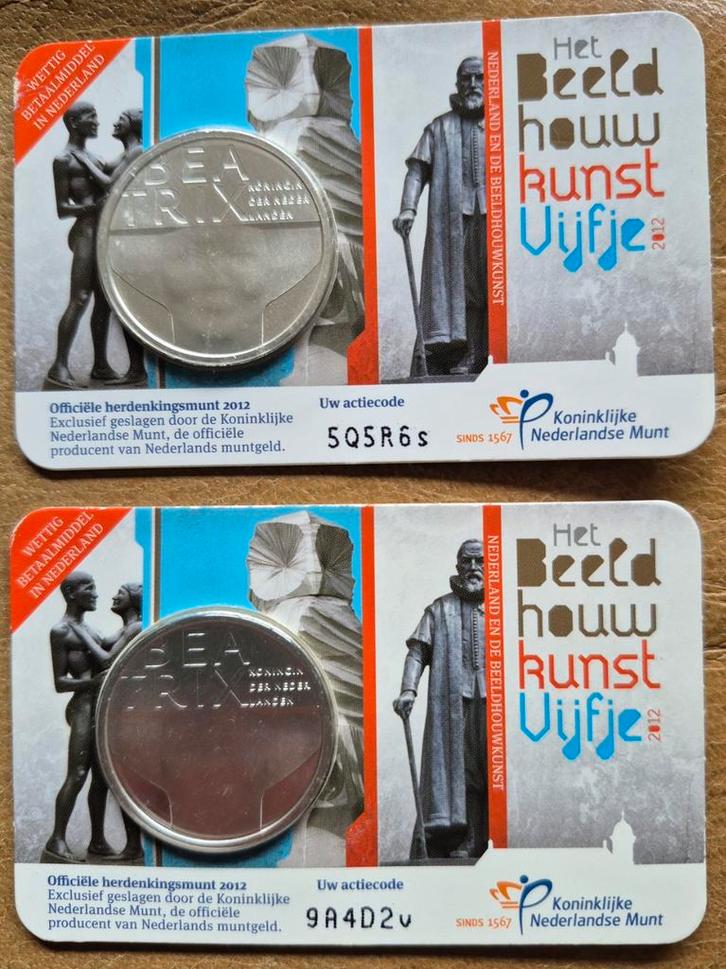 WETTIG
BETAALMIDDEL
IN NEDERLAND
BEA
TRIX
KONINGIN
DER NEDER
LANDEN
NEDERLAND EN DE BEELDHOUWKUNST
Het
Beeld
houw
kunst
Vijfje
2012
Officiële herdenkingsmunt 2012
Exclusief geslagen door de Koninklijke
Nederlandse Munt, de officiële
producent van Nederlands muntgeld.
Uw actiecode
5Q5R6s
SINDS 1567
Koninklijke
Nederlandse Munt
WETTIG
BETAALMIDDEL
IN NEDERLAND
BEA
TRIX
KONINGIN
DER NEDER
LANDEN
NEDERLAND EN DE BEELDHOUWKUNST
Het
Beeld
houw
kunst
Vijfje
2012
Officiële herdenkingsmunt 2012
Exclusief geslagen door de Koninklijke
Nederlandse Munt, de officiële
producent van Nederlands muntgeld.
Uw actiecode
9A4D2v
SINDS 1567
Koninklijke
Nederlandse Munt